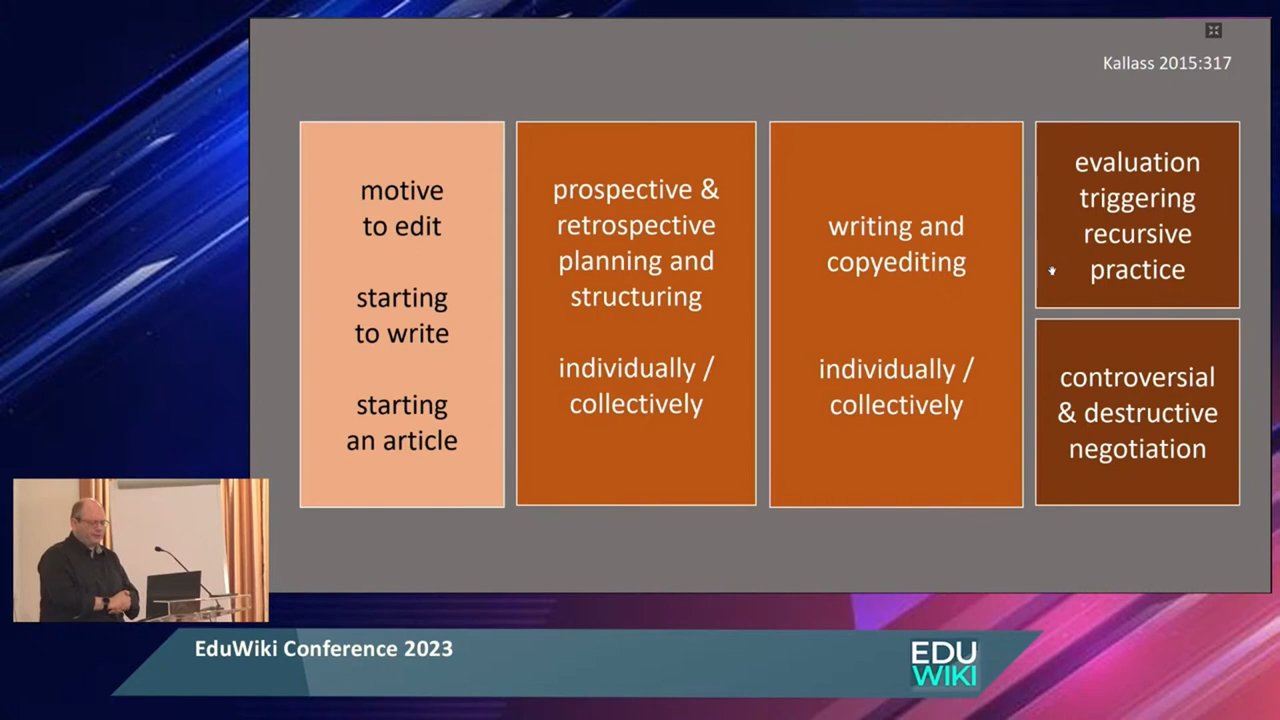 Kallass 2015:317
motive
to edit
starting
to write
starting
an article
prospective &
retrospective
planning and
structuring
individually /
collectively
writing and
copyediting
individually /
collectively
evaluation
triggering
recursive
practice
controversial
& destructive
negotiation
EduWiki Conference 2023
EDU
WIKI